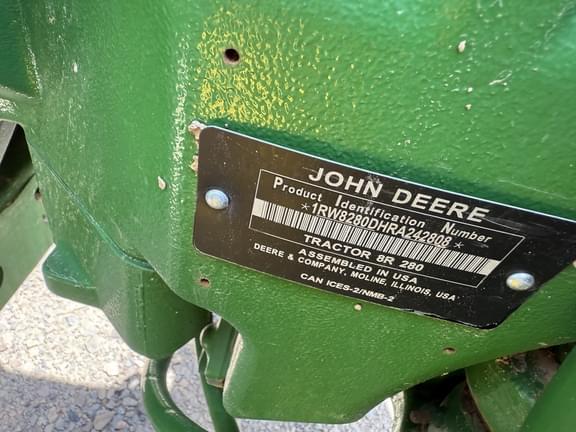 JOHN DEERE
Product Identification Number
*1RW8280DHRA242808*
TRACTOR 8R 280
ASSEMBLED IN USA
DEERE & COMPANY, MOLINE, ILLINOIS, USA
CAN ICES-2/NMB-2